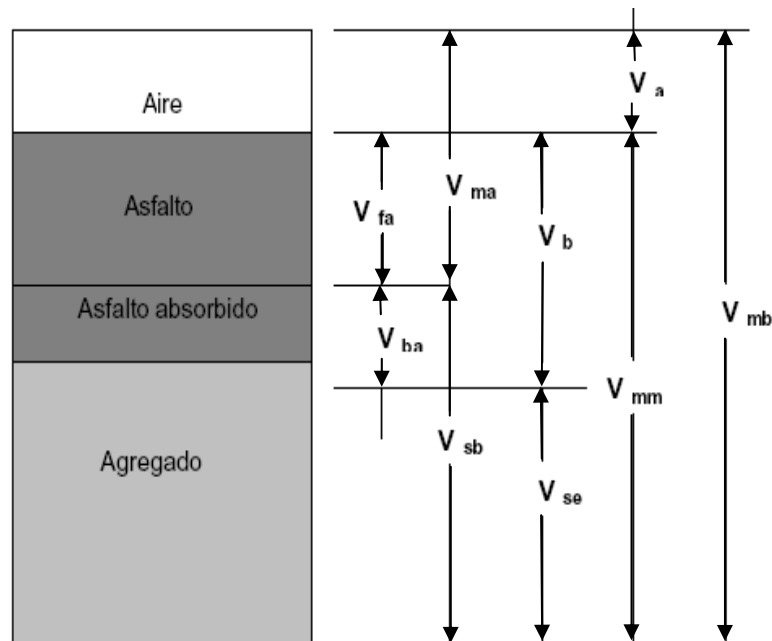 Aire
Asfalto
Asfalto absorbido
Agregado
V a
V ma
V fa
V b
V mb
V ba
V mm
V sb
V se